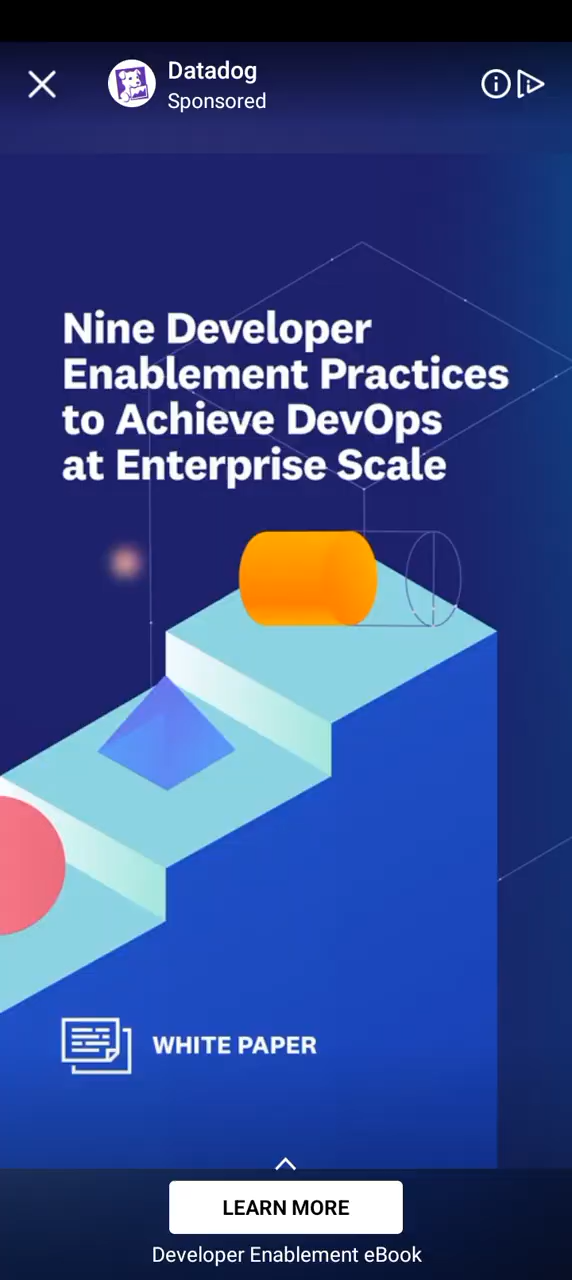 Datadog
Sponsored
Nine Developer
Enablement Practices
to Achieve DevOps
at Enterprise Scale
WHITE PAPER
LEARN MORE
Developer Enablement eBook